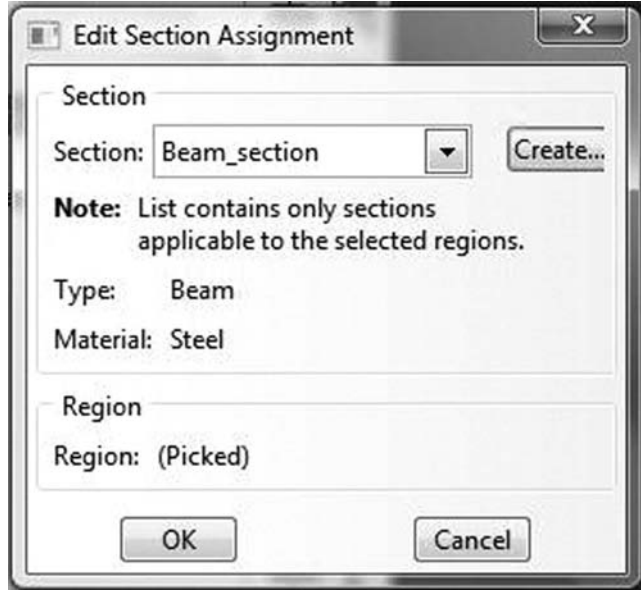 Edit Section Assignment
Section
Section: Beam_section Create...
Note: List contains only sections
applicable to the selected regions.
Type: Beam
Material: Steel
Region
Region: (Picked)
OK Cancel